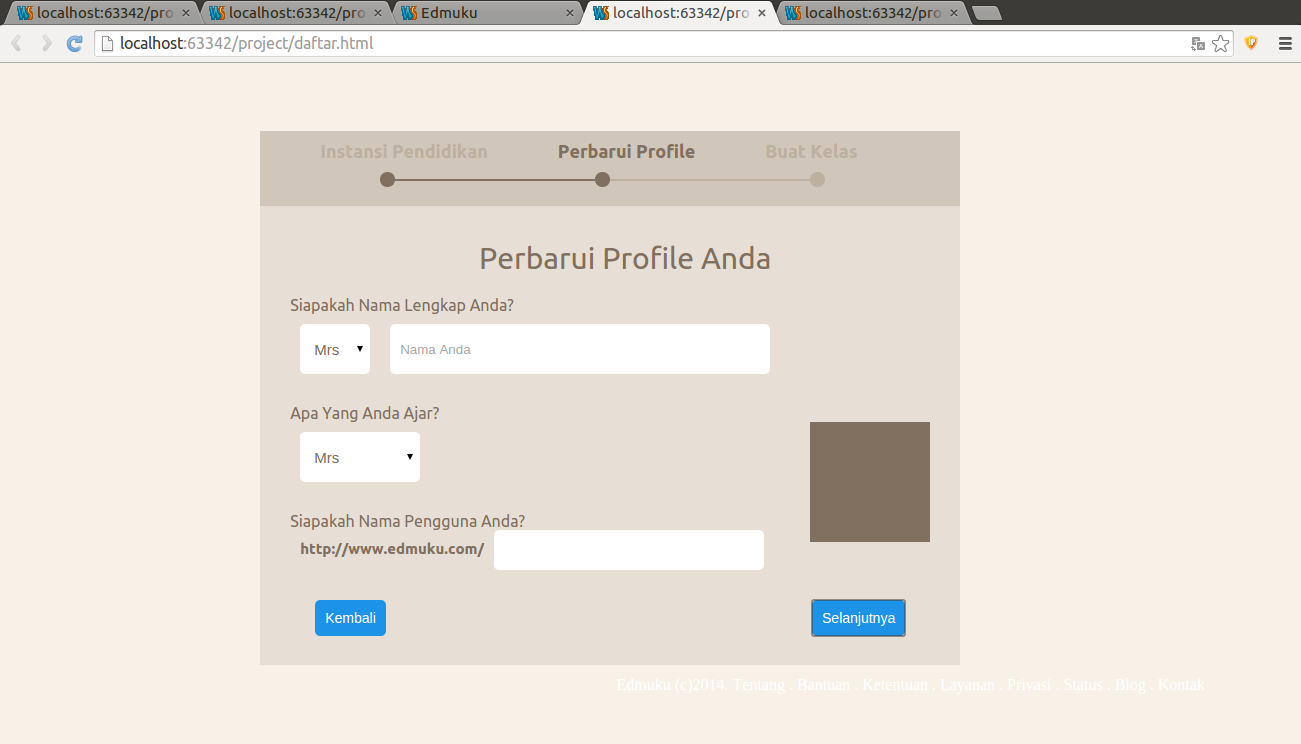 localhost:63342/pro localhost:63342/pro Edmuku localhost:63342/pro localhost:63342/pro
localhost:63342/project/daftar.html
Instansi Pendidikan Perbarui Profile Buat Kelas
Perbarui Profile Anda
Siapakah Nama Lengkap Anda?
Mrs Nama Anda
Apa Yang Anda Ajar?
Mrs
Siapakah Nama Pengguna Anda?
http://www.edmuku.com/
Kembali Selanjutnya
Edmuku (c)2014. Tentang . Bantuan . Ketentuan . Layanan . Privasi . Status . Blog . Kontak